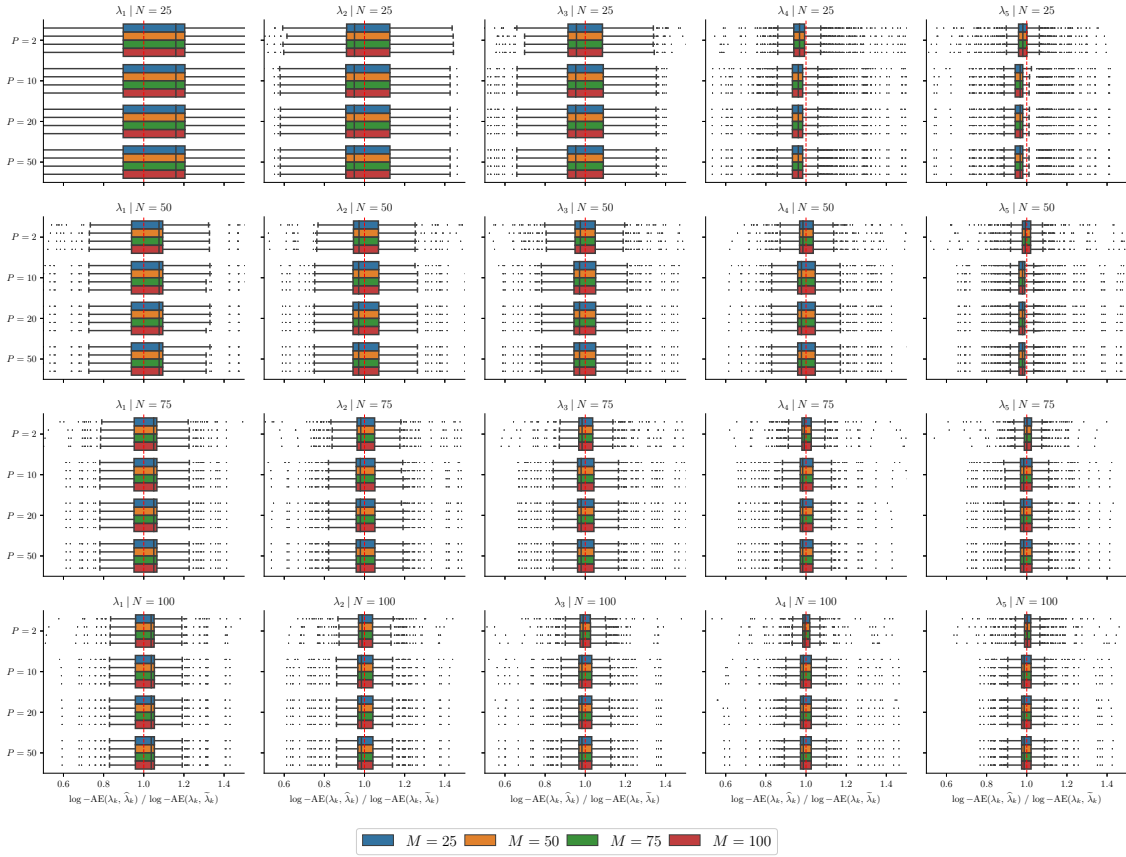 λ₁ | N = 25
λ₂ | N = 25
λ₃ | N = 25
λ₄ | N = 25
λ₅ | N = 25
P = 2
P = 10
P = 20
P = 50
λ₁ | N = 50
λ₂ | N = 50
λ₃ | N = 50
λ₄ | N = 50
λ₅ | N = 50
P = 2
P = 10
P = 20
P = 50
λ₁ | N = 75
λ₂ | N = 75
λ₃ | N = 75
λ₄ | N = 75
λ₅ | N = 75
P = 2
P = 10
P = 20
P = 50
λ₁ | N = 100
λ₂ | N = 100
λ₃ | N = 100
λ₄ | N = 100
λ₅ | N = 100
P = 2
P = 10
P = 20
P = 50
0.6 0.8 1.0 1.2 1.4
0.6 0.8 1.0 1.2 1.4
0.6 0.8 1.0 1.2 1.4
0.6 0.8 1.0 1.2 1.4
0.6 0.8 1.0 1.2 1.4
log −AE(λₖ, λ̂ₖ) / log −AE(λₖ, λ̃ₖ)
log −AE(λₖ, λ̂ₖ) / log −AE(λₖ, λ̃ₖ)
log −AE(λₖ, λ̂ₖ) / log −AE(λₖ, λ̃ₖ)
log −AE(λₖ, λ̂ₖ) / log −AE(λₖ, λ̃ₖ)
log −AE(λₖ, λ̂ₖ) / log −AE(λₖ, λ̃ₖ)
M = 25 M = 50 M = 75 M = 100